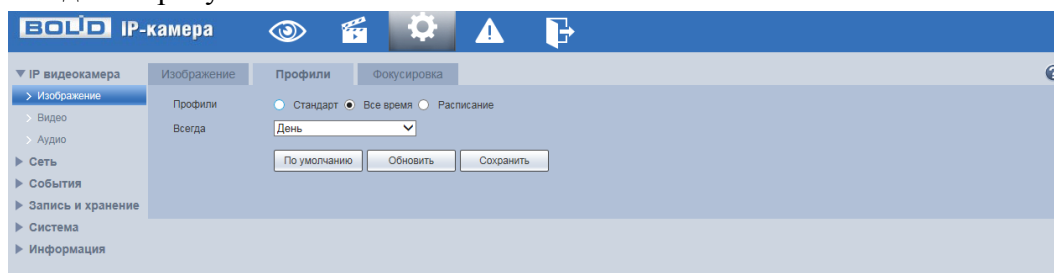 BOLID IP-камера
IP видеокамера
Изображение
Видео
Аудио
Сеть
События
Запись и хранение
Система
Информация
Изображение Профили Фокусировка
Профили Стандарт Все время Расписание
Всегда День
По умолчанию Обновить Сохранить